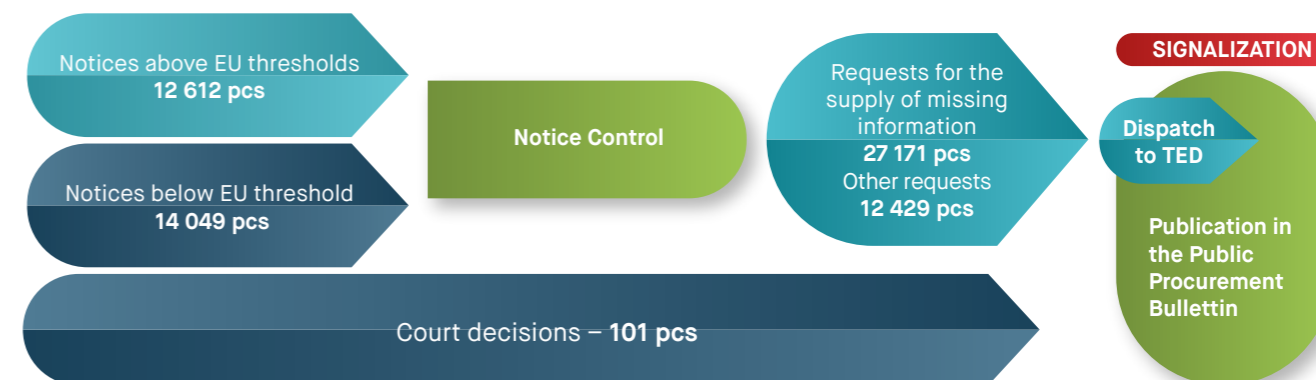 Notices above EU thresholds
12 612 pcs
Notices below EU threshold
14 049 pcs
Notice Control
Requests for the
supply of missing
information
27 171 pcs
Other requests
12 429 pcs
Court decisions – 101 pcs
SIGNALIZATION
Dispatch
to TED
Publication in
the Public
Procurement
Bullettin